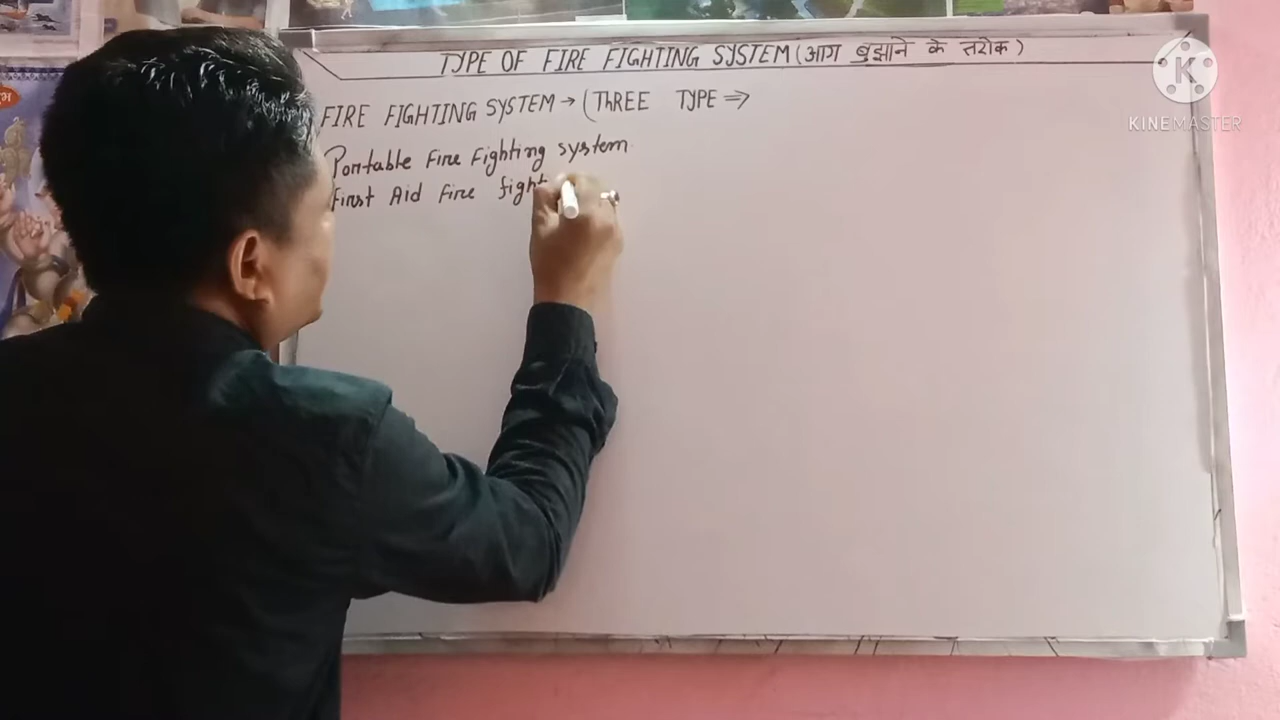 TYPE OF FIRE FIGHTING SYSTEM (आग बुझाने के तरीक)
FIRE FIGHTING SYSTEM → (ThREE TYPE ⇒
Portable Fire Fighting system
First Aid Fire fight
KINEMASTER